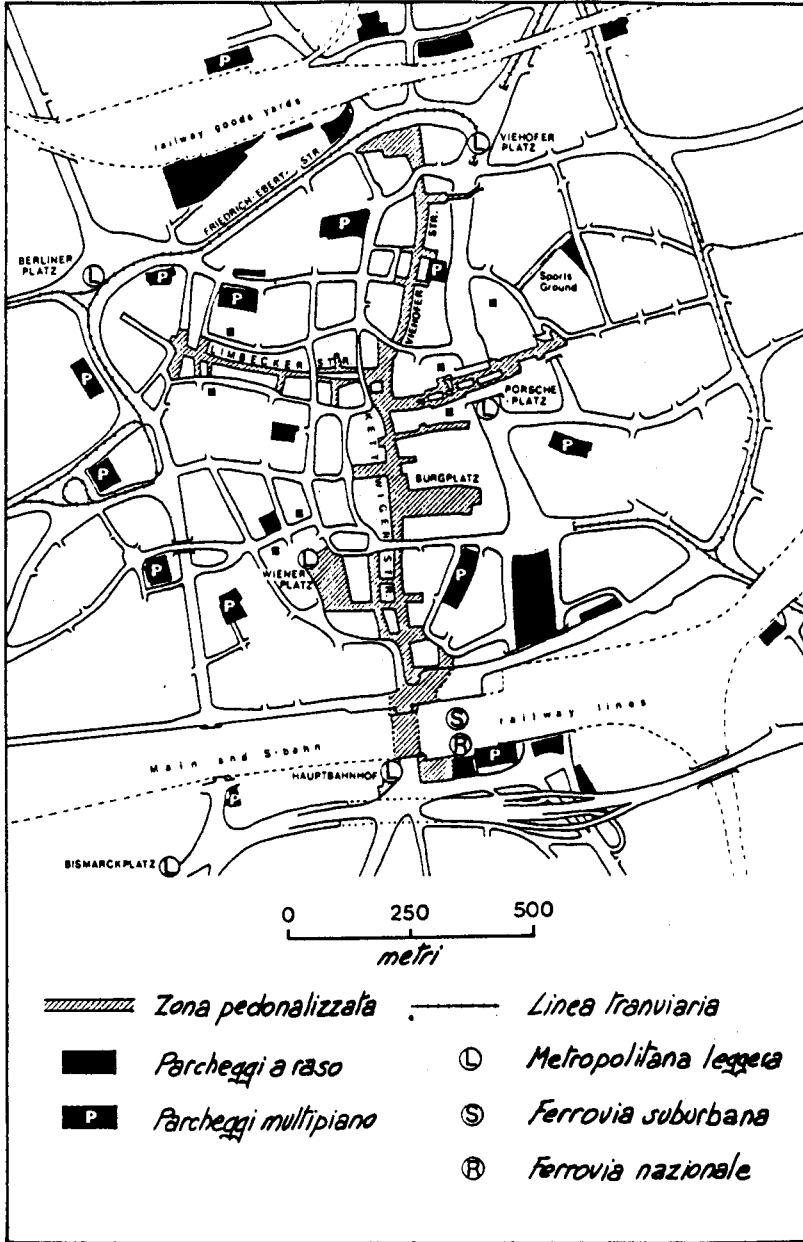 P
railway goods yards
VIEHOFER
PLATZ
L
FRIEDRICH-EBERT-STR
BERLINER
PLATZ
L
P
P
VIEHOFER STR.
P
P
Sports
Ground
LIMBECKER STR
P
PORSCHE
-PLATZ
L
KETTWIGER STR.
P
P
BURGPLATZ
L
WIENER
PLATZ
P
P
P
S
railway lines
R
P
Main and S-bahn
HAUPTBAHNHOF
L
P
BISMARCKPLATZ
L
0 250 500
metri
Zona pedonalizzata
Linea tranviaria
Parcheggi a raso
L
Metropolitana leggera
P
Parcheggi multipiano
S
Ferrovia suburbana
R
Ferrovia nazionale